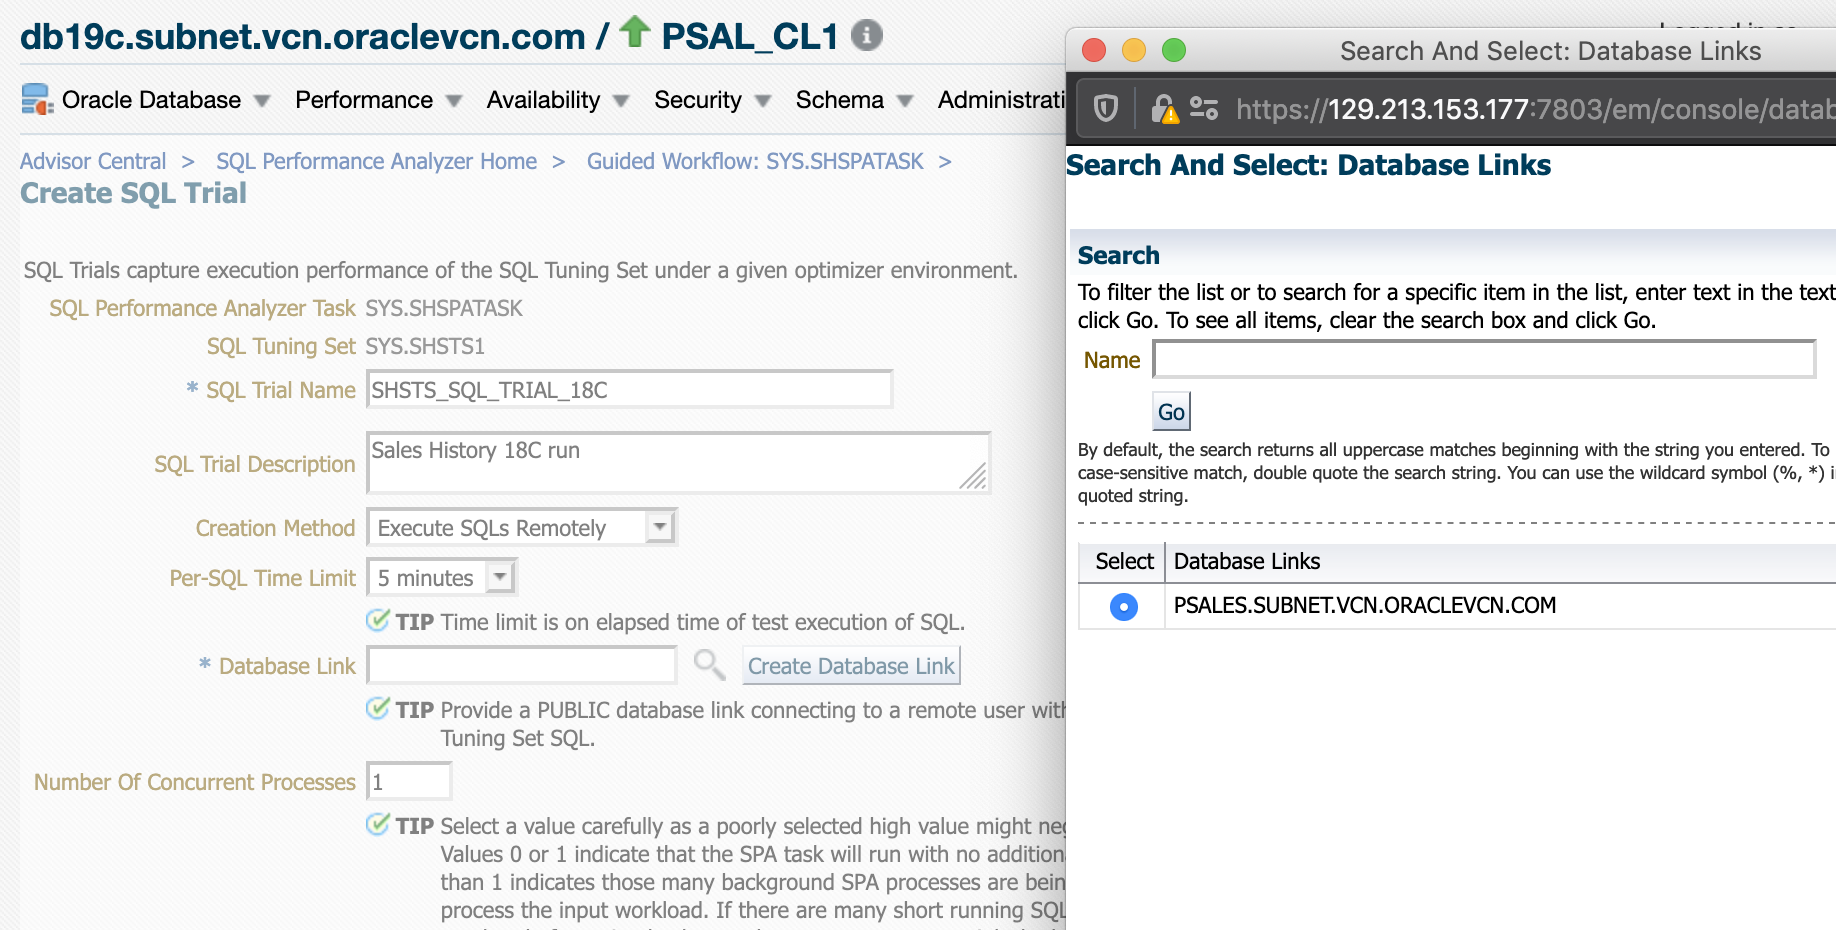 db19c.subnet.vcn.oraclevcn.com / PSAL_CL1 i
Oracle Database Performance Availability Security Schema Administrati
Advisor Central > SQL Performance Analyzer Home > Guided Workflow: SYS.SHSPATASK >
Create SQL Trial
SQL Trials capture execution performance of the SQL Tuning Set under a given optimizer environment.
SQL Performance Analyzer Task SYS.SHSPATASK
SQL Tuning Set SYS.SHSTS1
* SQL Trial Name SHSTS_SQL_TRIAL_18C
SQL Trial Description Sales History 18C run
Creation Method Execute SQLs Remotely
Per-SQL Time Limit 5 minutes
TIP Time limit is on elapsed time of test execution of SQL.
* Database Link Create Database Link
TIP Provide a PUBLIC database link connecting to a remote user with
Tuning Set SQL.
Number Of Concurrent Processes 1
TIP Select a value carefully as a poorly selected high value might neg
Values 0 or 1 indicate that the SPA task will run with no addition
than 1 indicates those many background SPA processes are bein
process the input workload. If there are many short running SQL
Search And Select: Database Links
https://129.213.153.177:7803/em/console/datab
Search And Select: Database Links
Search
To filter the list or to search for a specific item in the list, enter text in the text
click Go. To see all items, clear the search box and click Go.
Name
Go
By default, the search returns all uppercase matches beginning with the string you entered. To
case-sensitive match, double quote the search string. You can use the wildcard symbol (%, *) i
quoted string.
Select Database Links
PSALES.SUBNET.VCN.ORACLEVCN.COM